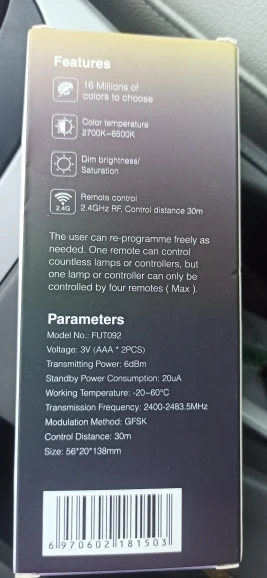 Features
16 Millions of
colors to choose
Color temperature
2700K~6500K
Dim brightness/
Saturation
2.4G
Remote control
2.4GHz RF, Control distance 30m
The user can re-programme freely as
needed. One remote can control
countless lamps or controllers, but
one lamp or controller can only be
controlled by four remotes ( Max ).
Parameters
Model No.: FUT092
Voltage: 3V (AAA * 2PCS)
Transmitting Power: 6dBm
Standby Power Consumption: 20uA
Working Temperature: -20~60°C
Transmission Frequency: 2400-2483.5MHz
Modulation Method: GFSK
Control Distance: 30m
Size: 56*20*138mm
6 970602 181503